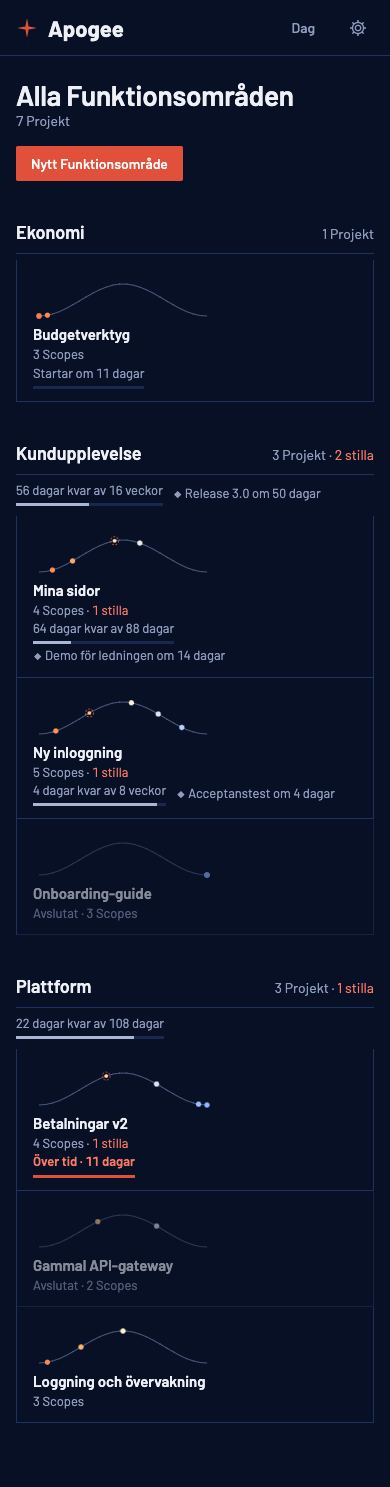 Apogee
Dag
Alla Funktionsområden
7 Projekt
Nytt Funktionsområde
Ekonomi
1 Projekt
Budgetverktyg
3 Scopes
Startar om 11 dagar
Kundupplevelse
3 Projekt · 2 stilla
56 dagar kvar av 16 veckor
◆ Release 3.0 om 50 dagar
Mina sidor
4 Scopes · 1 stilla
64 dagar kvar av 88 dagar
◆ Demo för ledningen om 14 dagar
Ny inloggning
5 Scopes · 1 stilla
4 dagar kvar av 8 veckor
◆ Acceptanstest om 4 dagar
Onboarding-guide
Avslutat · 3 Scopes
Plattform
3 Projekt · 1 stilla
22 dagar kvar av 108 dagar
Betalningar v2
4 Scopes · 1 stilla
Över tid · 11 dagar
Gammal API-gateway
Avslutat · 2 Scopes
Loggning och övervakning
3 Scopes